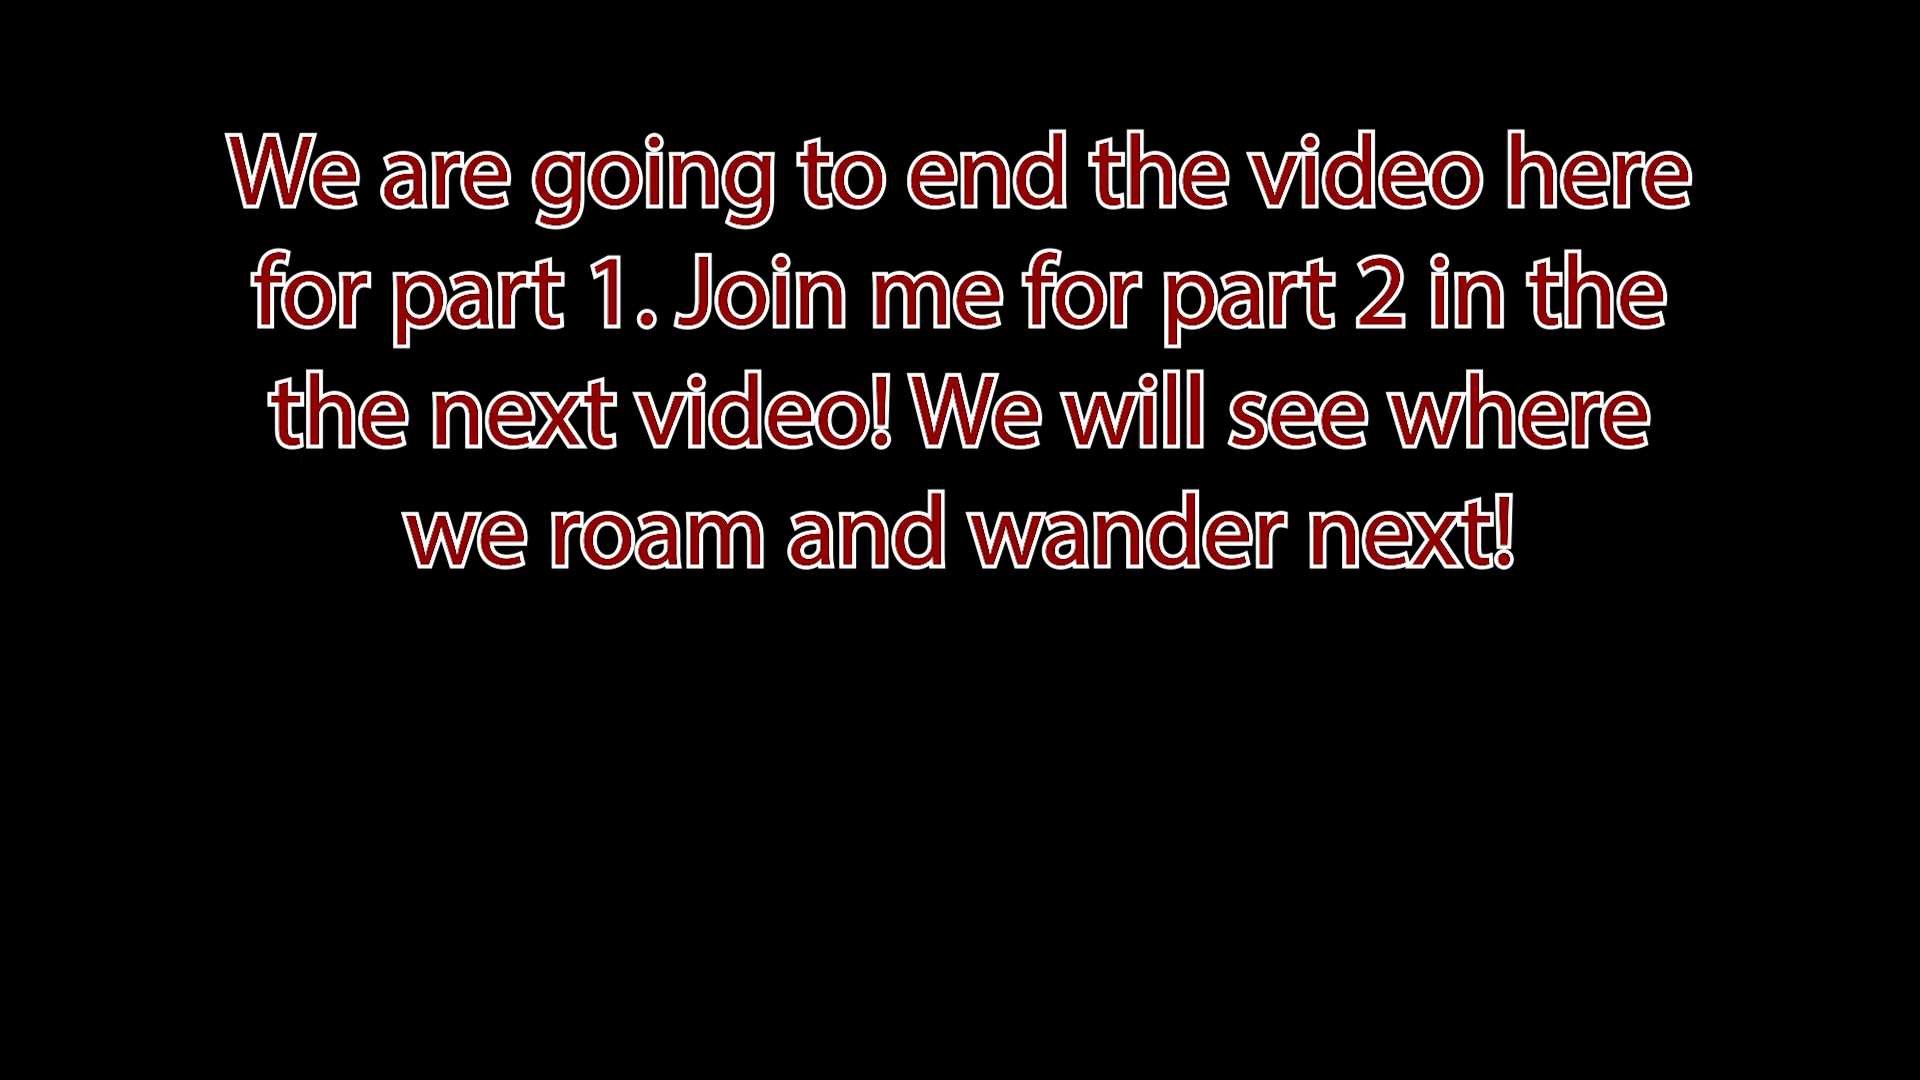 We are going to end the video here
for part 1. Join me for part 2 in the
the next video! We will see where
we roam and wander next!